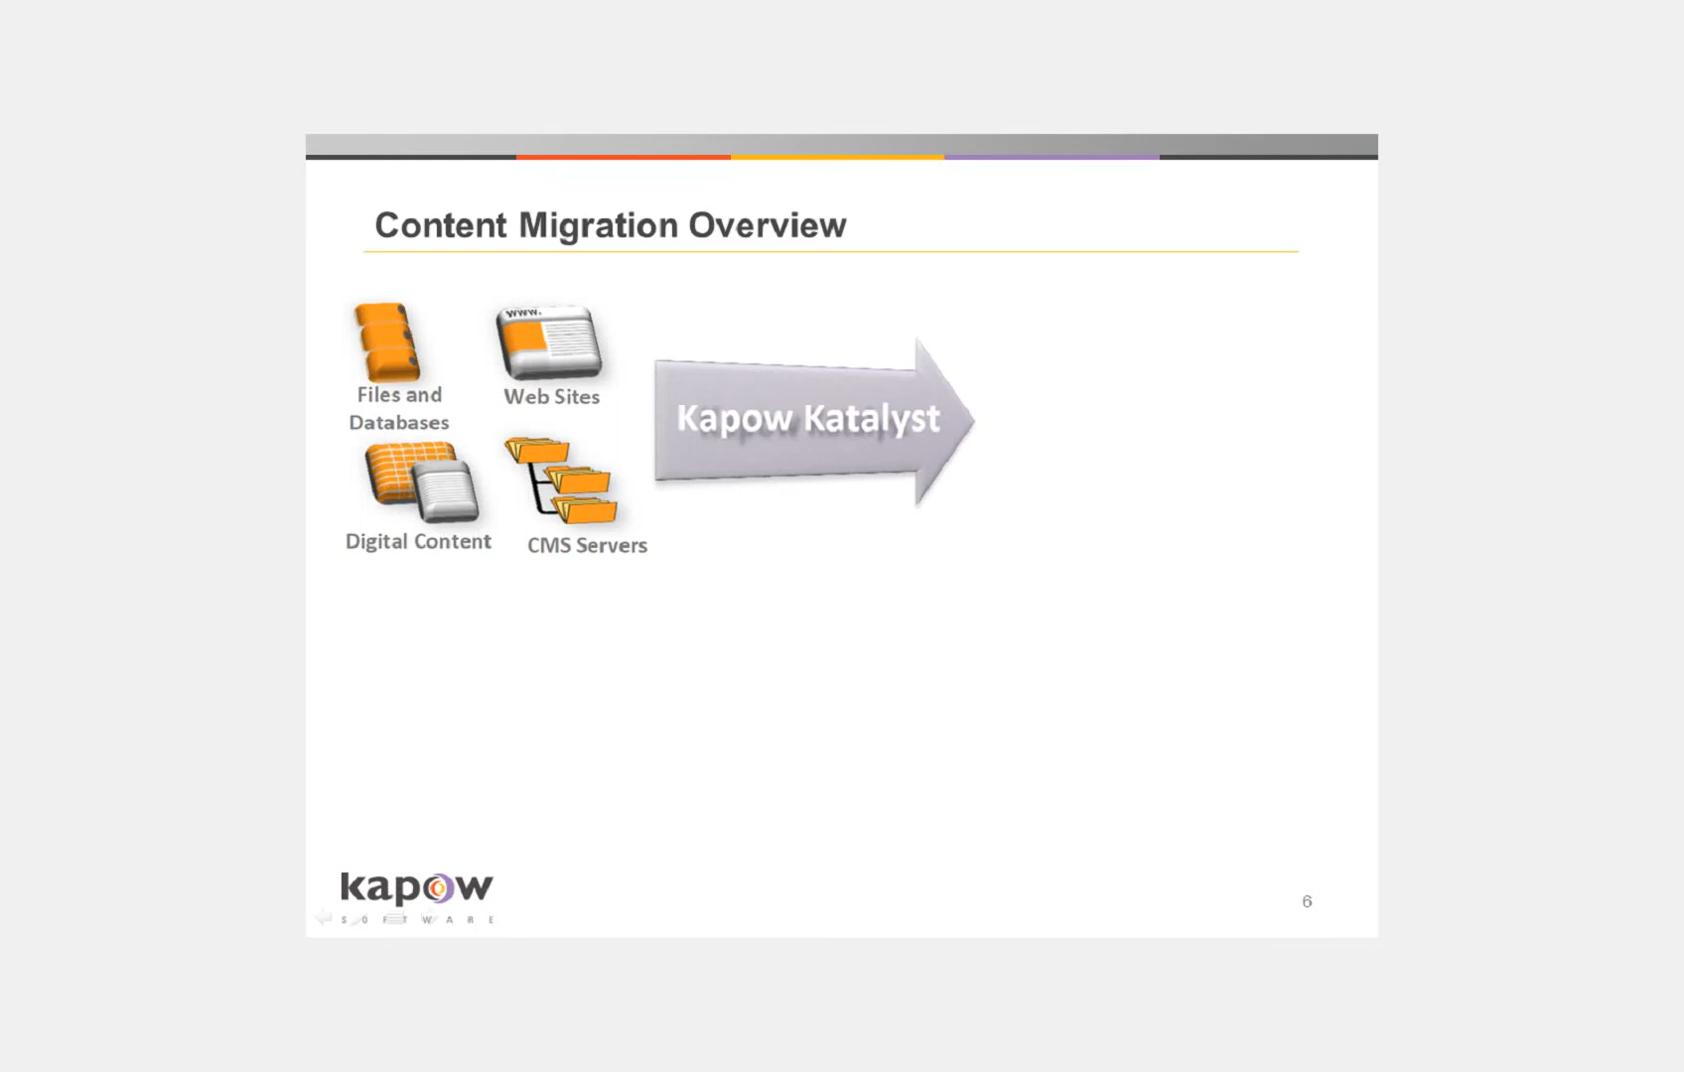 Content Migration Overview
www.
Files and
Databases
Web Sites
Kapow Katalyst
Digital Content
CMS Servers
kapow
SOFTWARE
6